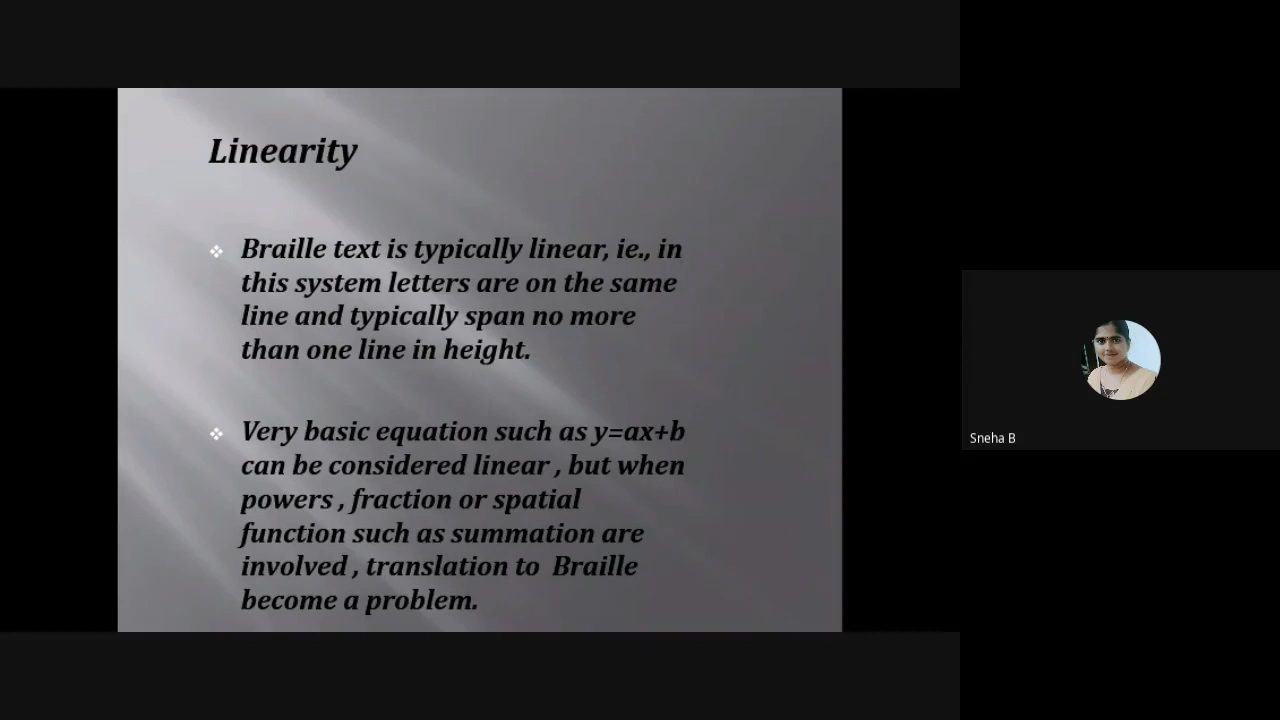 Linearity
Braille text is typically linear, ie., in
this system letters are on the same
line and typically span no more
than one line in height.
Very basic equation such as y=ax+b
can be considered linear , but when
powers , fraction or spatial
function such as summation are
involved , translation to  Braille
become a problem.
Sneha B